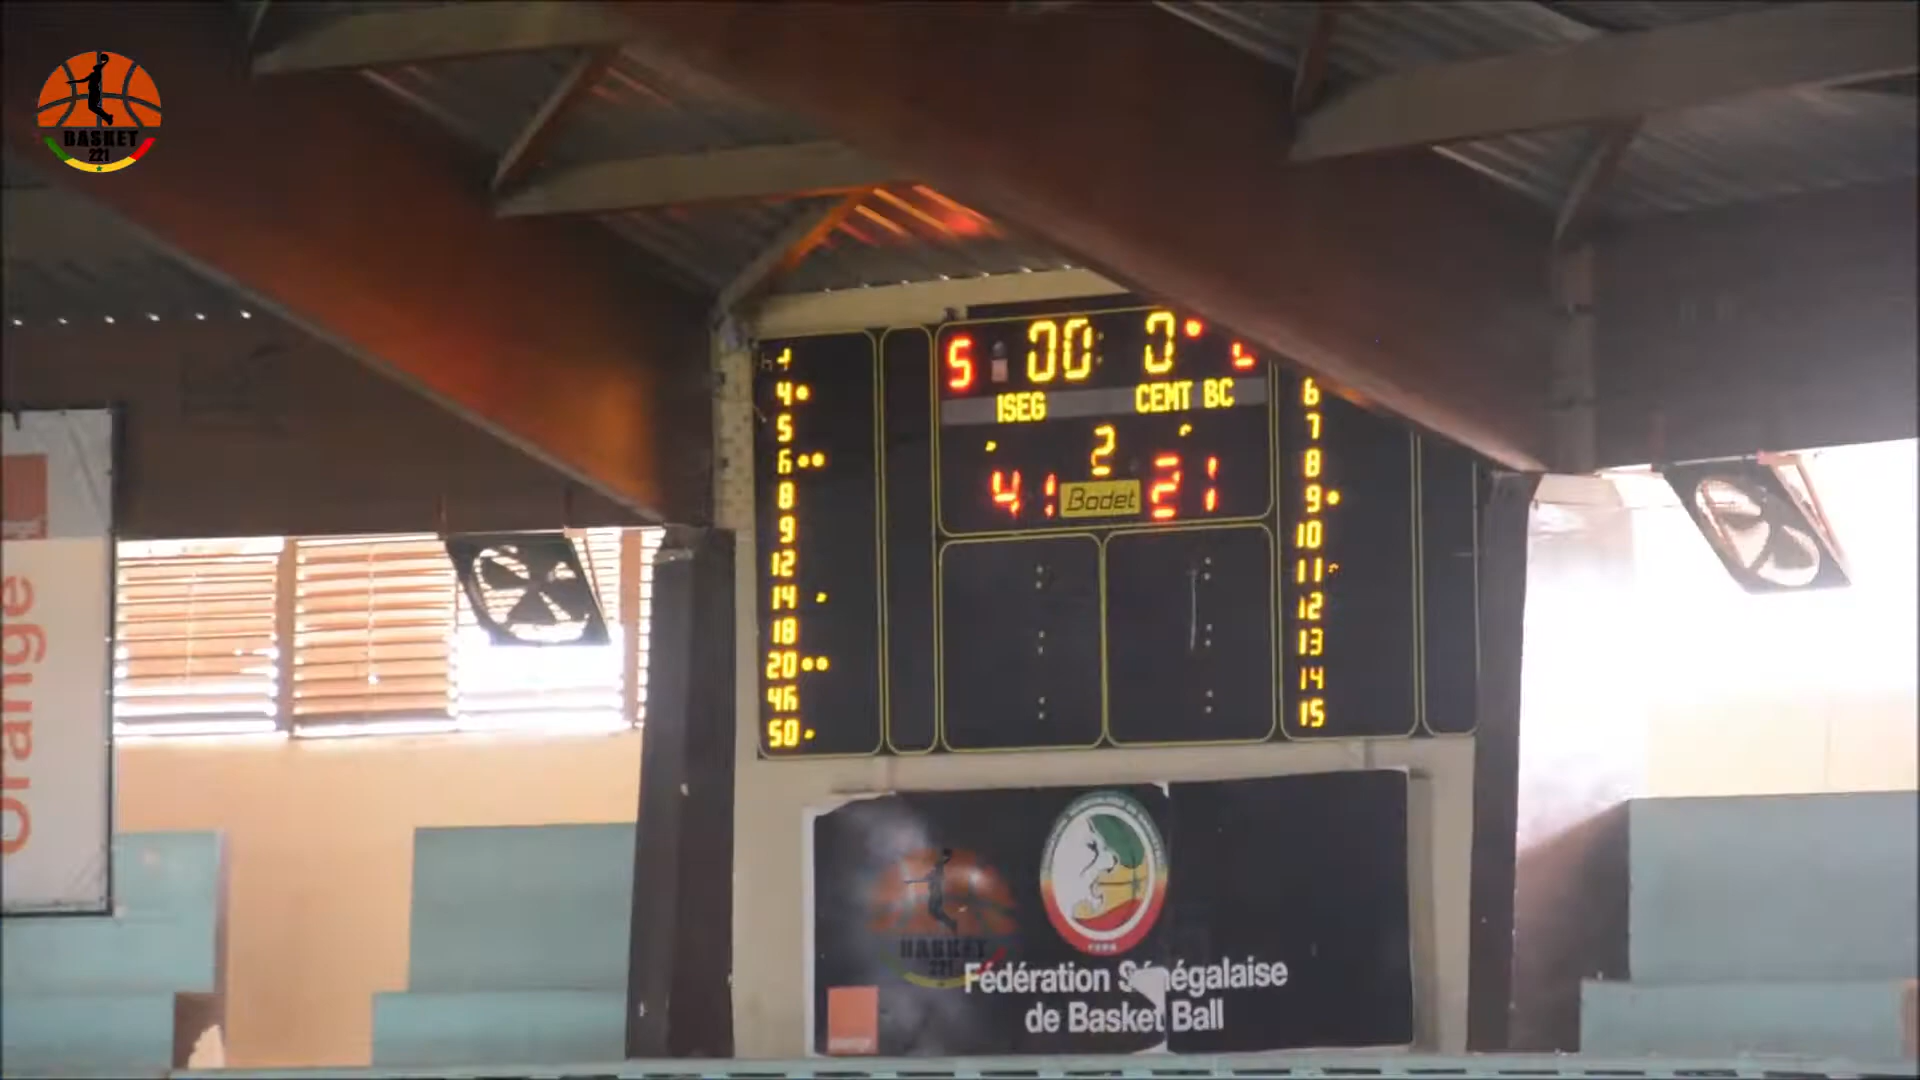 BASKET
221
5 00 : 0
ISEG CEMT BC
2
41 Bodet 21
4
5
6
8
9
12
14
18
20
46
50
6
7
8
9
10
11
12
13
14
15
orange
BASKET
221
Fédération Sénégalaise
de Basket Ball
orange